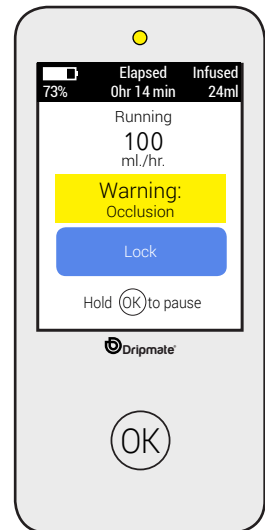 Elapsed Infused
73% 0hr 14 min 24ml
Running
100
ml./hr.
Warning:
Occlusion
Lock
Hold OK to pause
Dripmate
OK